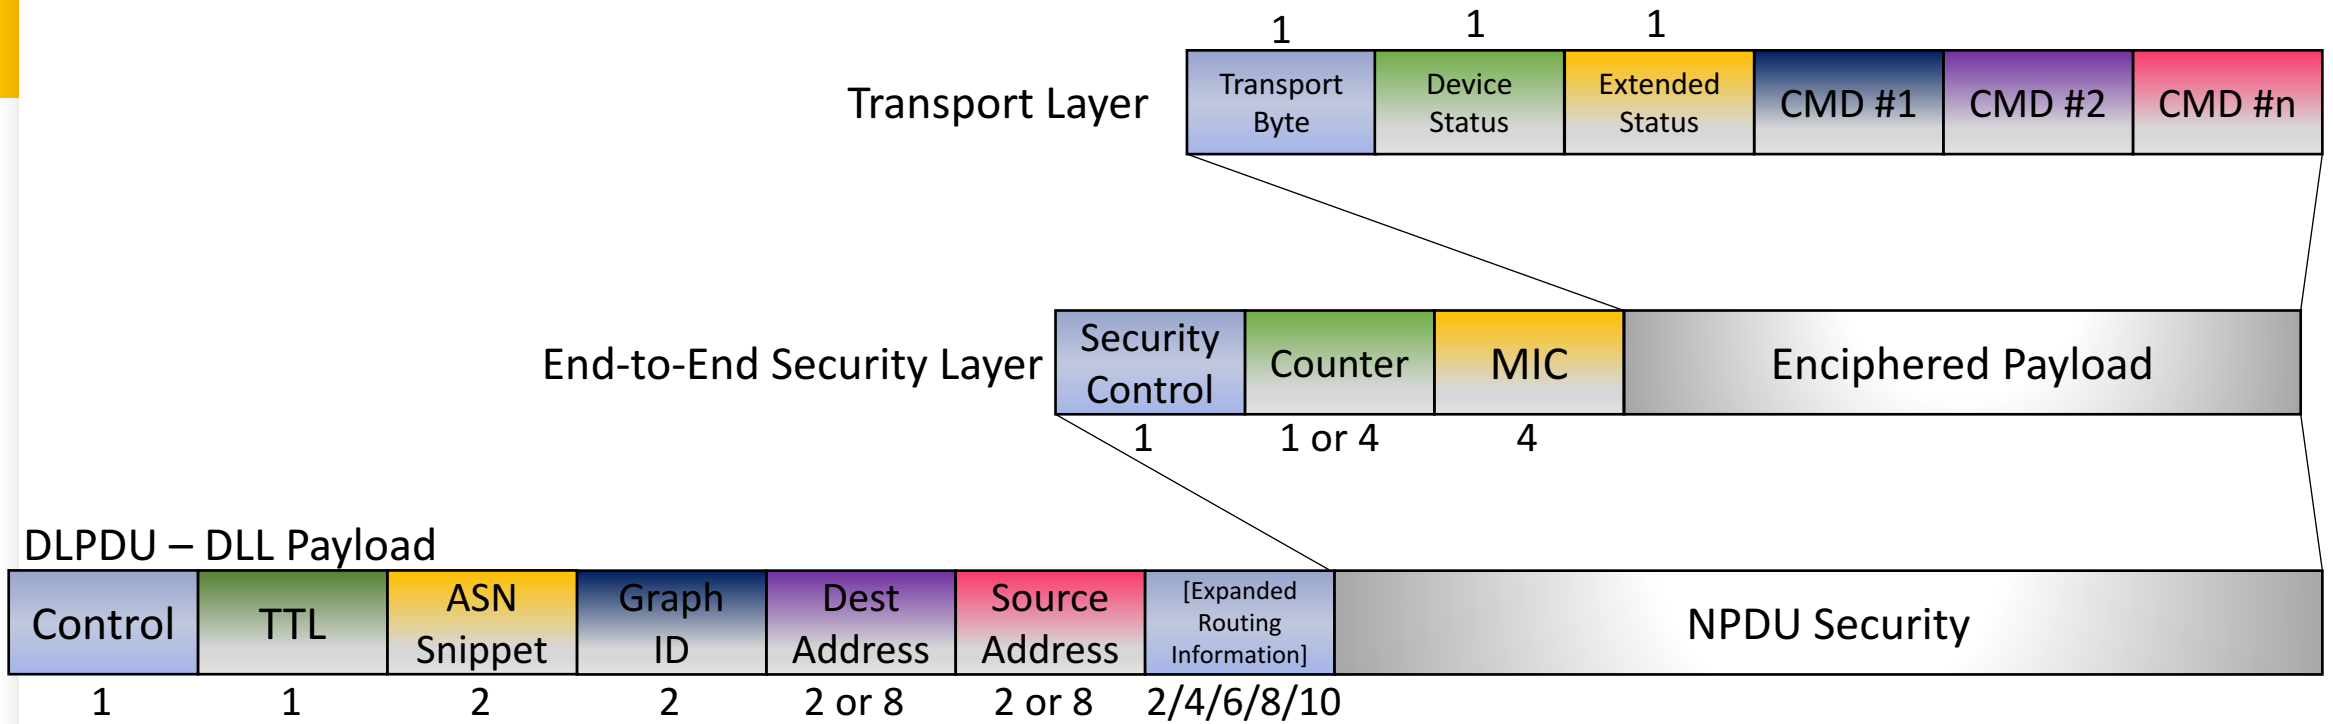 1 1 1
Transport Layer
Transport
Byte
Device
Status
Extended
Status
CMD #1
CMD #2
CMD #n
End-to-End Security Layer
Security
Control
Counter
MIC
Enciphered Payload
1 1 or 4 4
DLPDU – DLL Payload
Control
TTL
ASN
Snippet
Graph
ID
Dest
Address
Source
Address
[Expanded
Routing
Information]
NPDU Security
1 1 2 2 2 or 8 2 or 8 2/4/6/8/10